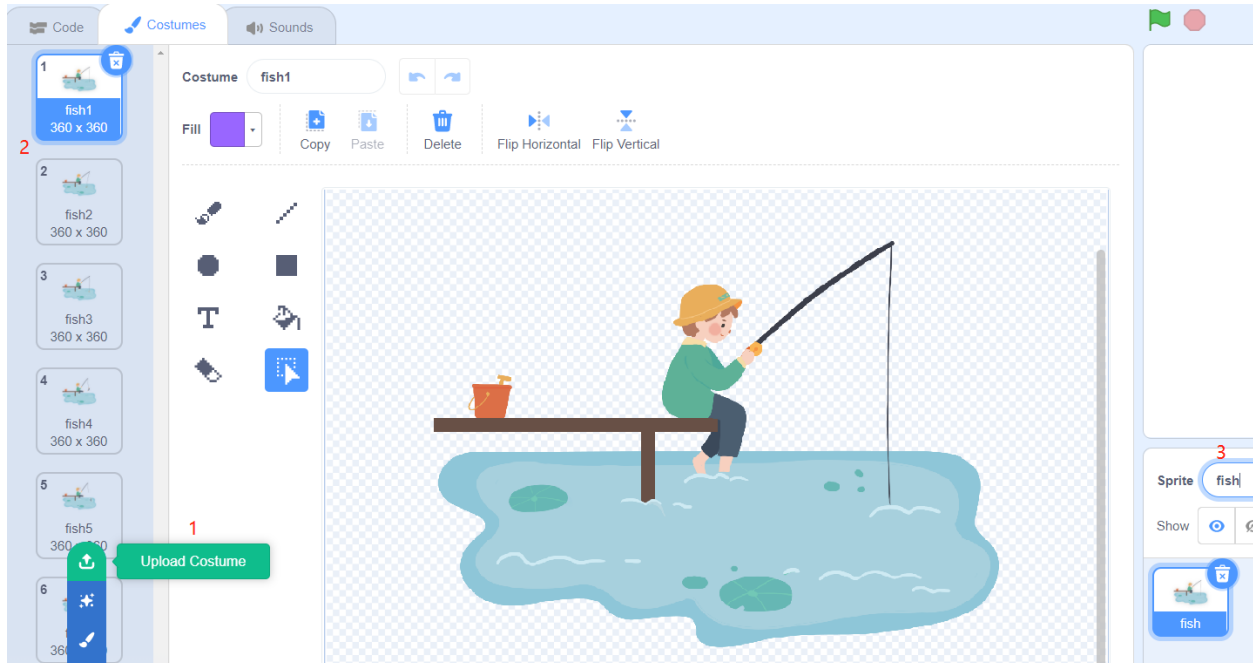 Code
Costumes
Sounds
1
fish1
360 x 360
2
2
fish2
360 x 360
3
fish3
360 x 360
4
fish4
360 x 360
5
fish5
360
6
360
Costume
fish1
Fill
Copy
Paste
Delete
Flip Horizontal
Flip Vertical
T
1
Upload Costume
3
Sprite
fish
Show
fish